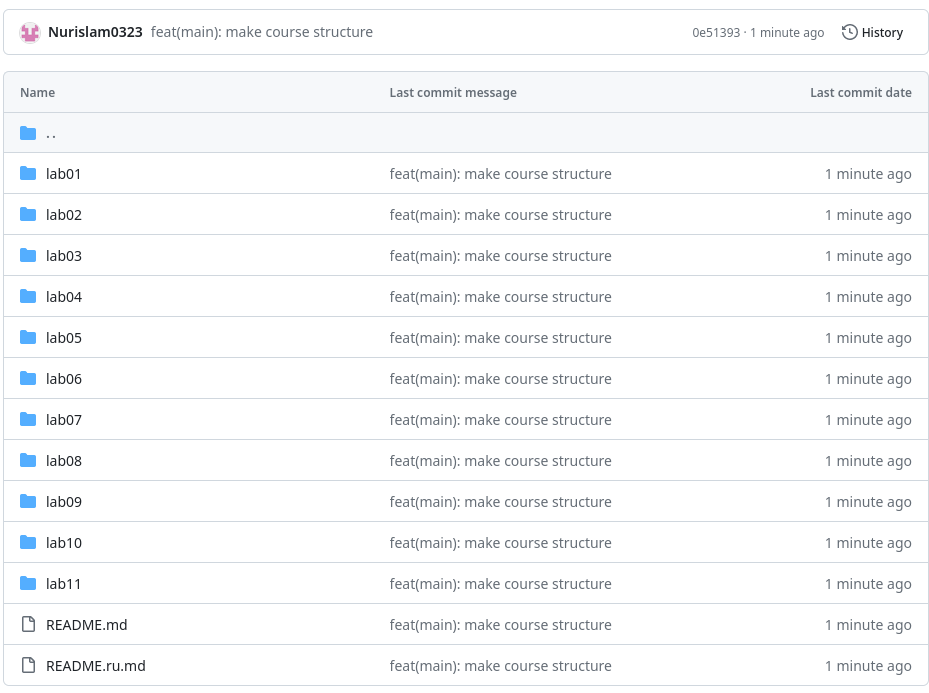 Nurislam0323 feat(main): make course structure 0e51393 · 1 minute ago History
Name Last commit message Last commit date
..
lab01 feat(main): make course structure 1 minute ago
lab02 feat(main): make course structure 1 minute ago
lab03 feat(main): make course structure 1 minute ago
lab04 feat(main): make course structure 1 minute ago
lab05 feat(main): make course structure 1 minute ago
lab06 feat(main): make course structure 1 minute ago
lab07 feat(main): make course structure 1 minute ago
lab08 feat(main): make course structure 1 minute ago
lab09 feat(main): make course structure 1 minute ago
lab10 feat(main): make course structure 1 minute ago
lab11 feat(main): make course structure 1 minute ago
README.md feat(main): make course structure 1 minute ago
README.ru.md feat(main): make course structure 1 minute ago